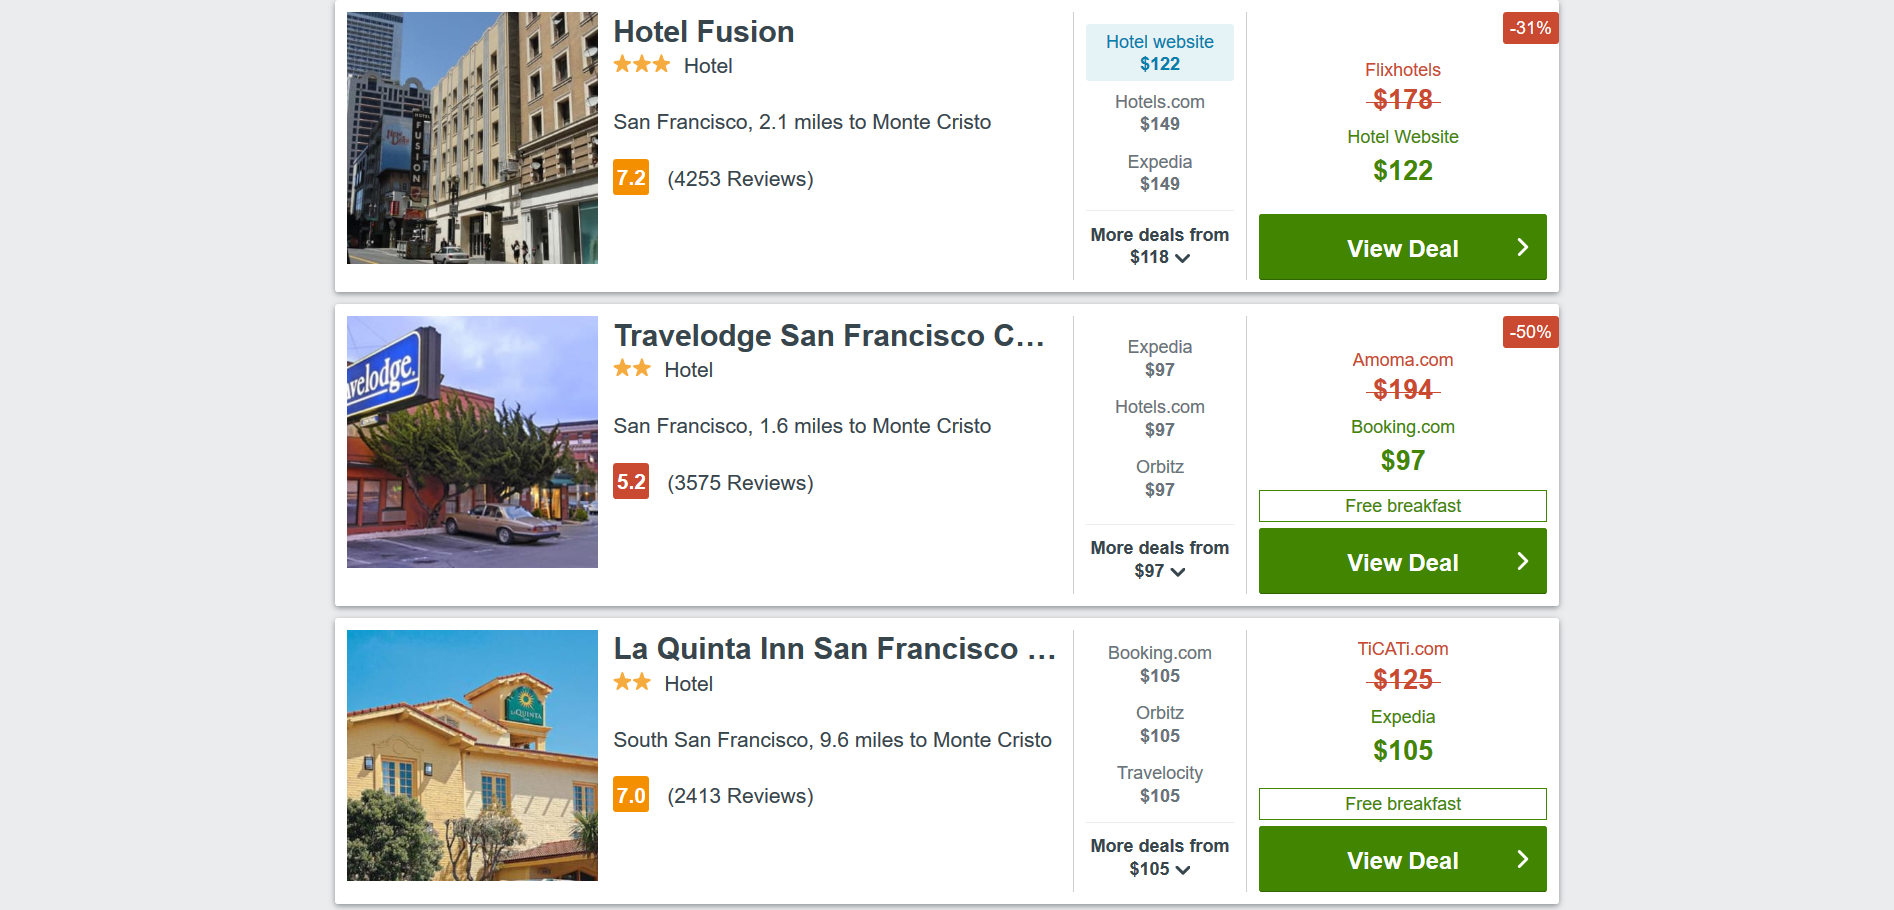 Hotel Fusion
Hotel
San Francisco, 2.1 miles to Monte Cristo
7.2 (4253 Reviews)
Hotel website
$122
Hotels.com
$149
Expedia
$149
More deals from
$118
-31%
Flixhotels
$178
Hotel Website
$122
View Deal
HOTEL
FUSION
Travelodge San Francisco C...
Hotel
San Francisco, 1.6 miles to Monte Cristo
5.2 (3575 Reviews)
Expedia
$97
Hotels.com
$97
Orbitz
$97
More deals from
$97
-50%
Amoma.com
$194
Booking.com
$97
Free breakfast
View Deal
velodge.
La Quinta Inn San Francisco ...
Hotel
South San Francisco, 9.6 miles to Monte Cristo
7.0 (2413 Reviews)
Booking.com
$105
Orbitz
$105
Travelocity
$105
More deals from
$105
TiCATi.com
$125
Expedia
$105
Free breakfast
View Deal
LAQUINTA